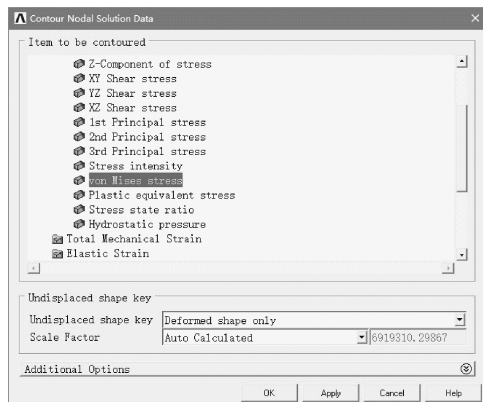 Contour Nodal Solution Data
Item to be contoured
Z-Component of stress
XY Shear stress
YZ Shear stress
XZ Shear stress
1st Principal stress
2nd Principal stress
3rd Principal stress
Stress intensity
von Mises stress
Plastic equivalent stress
Stress state ratio
Hydrostatic pressure
Total Mechanical Strain
Elastic Strain
Undisplaced shape key
Undisplaced shape key Deformed shape only
Scale Factor Auto Calculated 6919310.29867
Additional Options
OK Apply Cancel Help